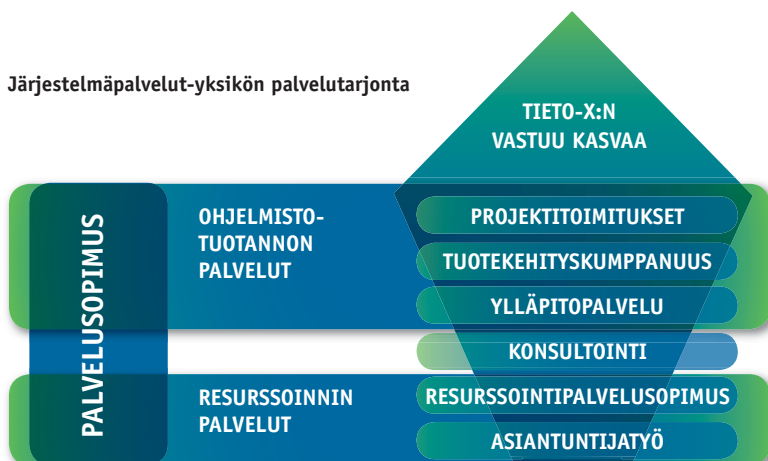 Järjestelmäpalvelut-yksikön palvelutarjonta
TIETO-X:N
VASTUU KASVAA
PALVELUSOPIMUS
OHJELMISTO-
TUOTANNON
PALVELUT
PROJEKTITOIMITUKSET
TUOTEKEHITYSKUMPPANUUS
YLLÄPITOPALVELU
KONSULTOINTI
RESURSSOINNIN
PALVELUT
RESURSSOINTIPALVELUSOPIMUS
ASIANTUNTIJATYÖ